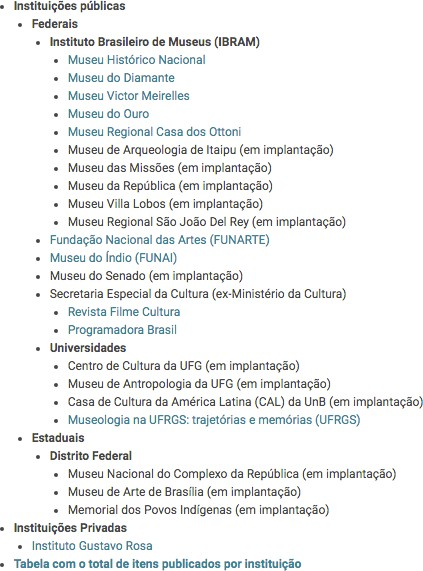 Instituições públicas
Federais
Instituto Brasileiro de Museus (IBRAM)
Museu Histórico Nacional
Museu do Diamante
Museu Victor Meirelles
Museu do Ouro
Museu Regional Casa dos Ottoni
Museu de Arqueologia de Itaipu (em implantação)
Museu das Missões (em implantação)
Museu da República (em implantação)
Museu Villa Lobos (em implantação)
Museu Regional São João Del Rey (em implantação)
Fundação Nacional das Artes (FUNARTE)
Museu do Índio (FUNAI)
Museu do Senado (em implantação)
Secretaria Especial da Cultura (ex-Ministério da Cultura)
Revista Filme Cultura
Programadora Brasil
Universidades
Centro de Cultura da UFG (em implantação)
Museu de Antropologia da UFG (em implantação)
Casa de Cultura da América Latina (CAL) da UnB (em implantação)
Museologia na UFRGS: trajetórias e memórias (UFRGS)
Estaduais
Distrito Federal
Museu Nacional do Complexo da República (em implantação)
Museu de Arte de Brasília (em implantação)
Memorial dos Povos Indígenas (em implantação)
Instituições Privadas
Instituto Gustavo Rosa
Tabela com o total de itens publicados por instituição